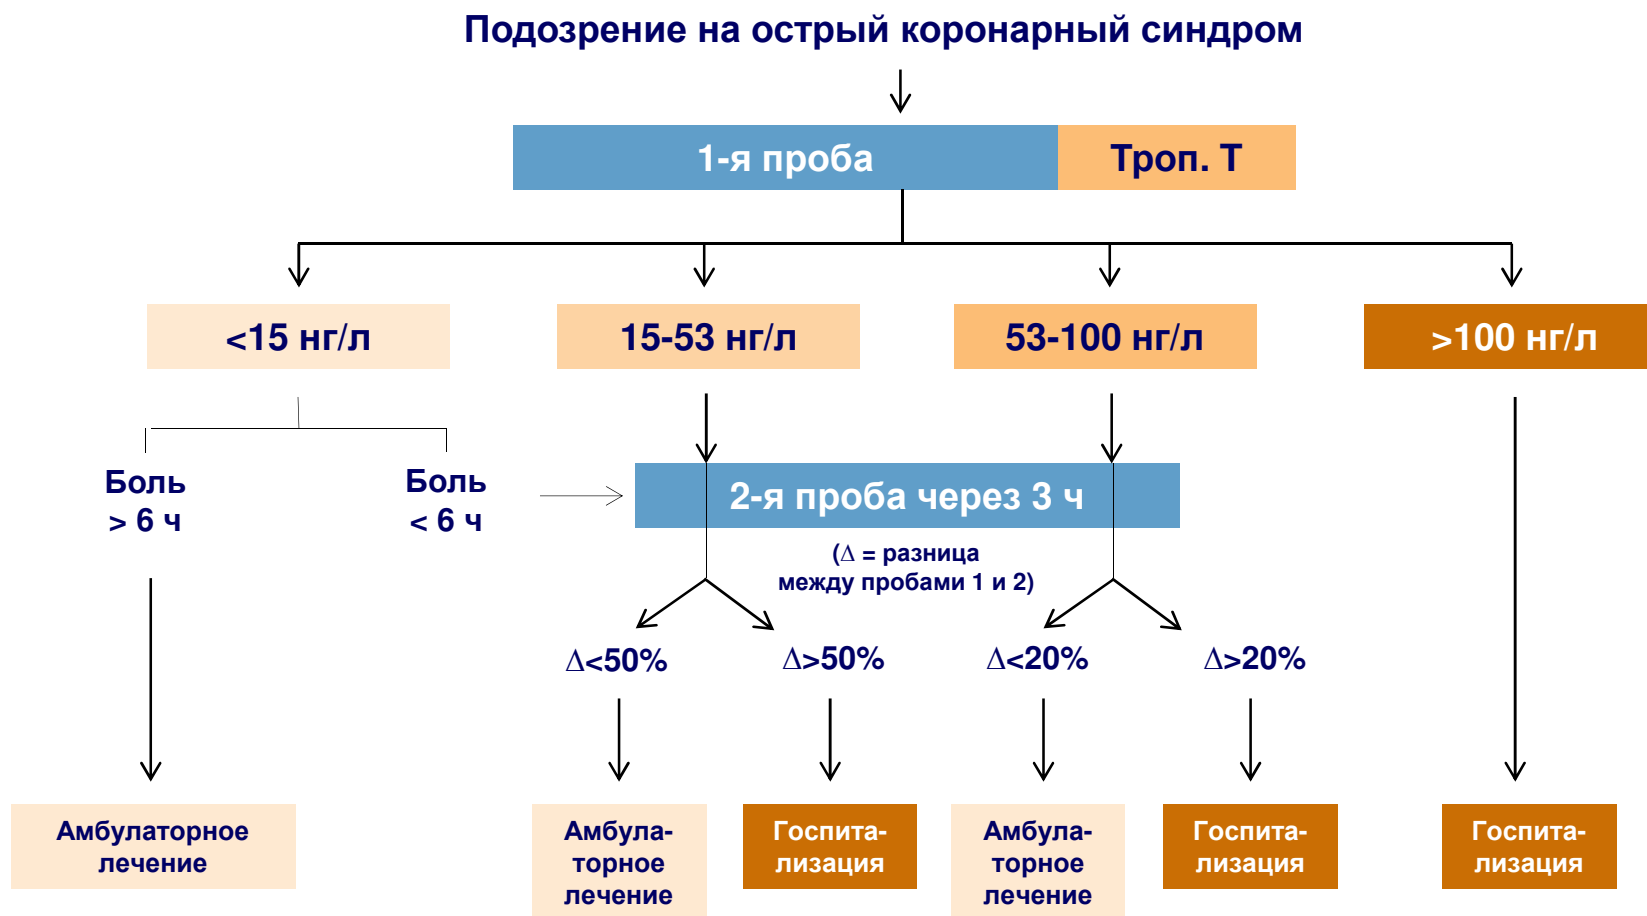 Подозрение на острый коронарный синдром
1-я проба
Троп. Т
<15 нг/л
15-53 нг/л
53-100 нг/л
>100 нг/л
Боль
> 6 ч
Боль
< 6 ч
2-я проба через 3 ч
(Δ = разница
между пробами 1 и 2)
Δ<50%
Δ>50%
Δ<20%
Δ>20%
Амбулаторное
лечение
Амбула-
торное
лечение
Госпита-
лизация
Амбула-
торное
лечение
Госпита-
лизация
Госпита-
лизация